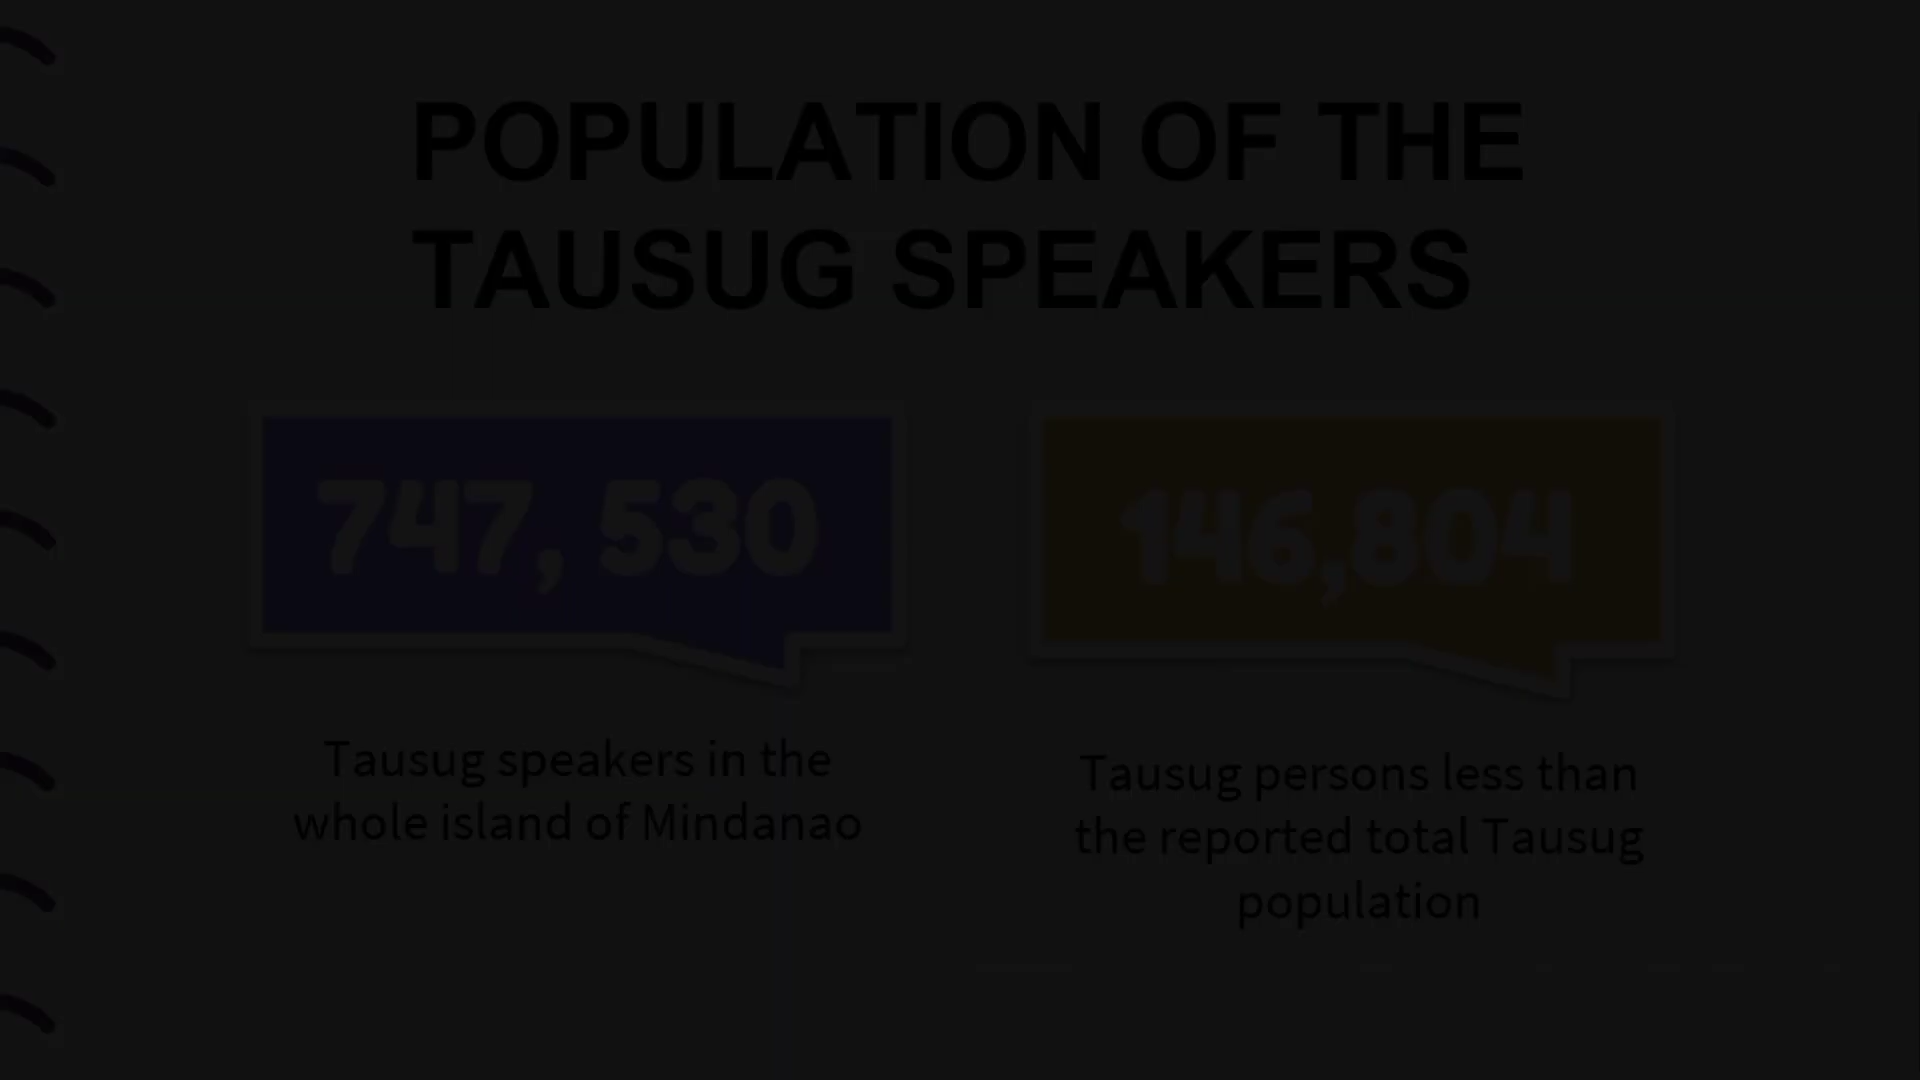 POPULATION OF THE
TAUSUG SPEAKERS
747, 530
146,804
Tausug speakers in the
whole island of Mindanao
Tausug persons less than
the reported total Tausug
population